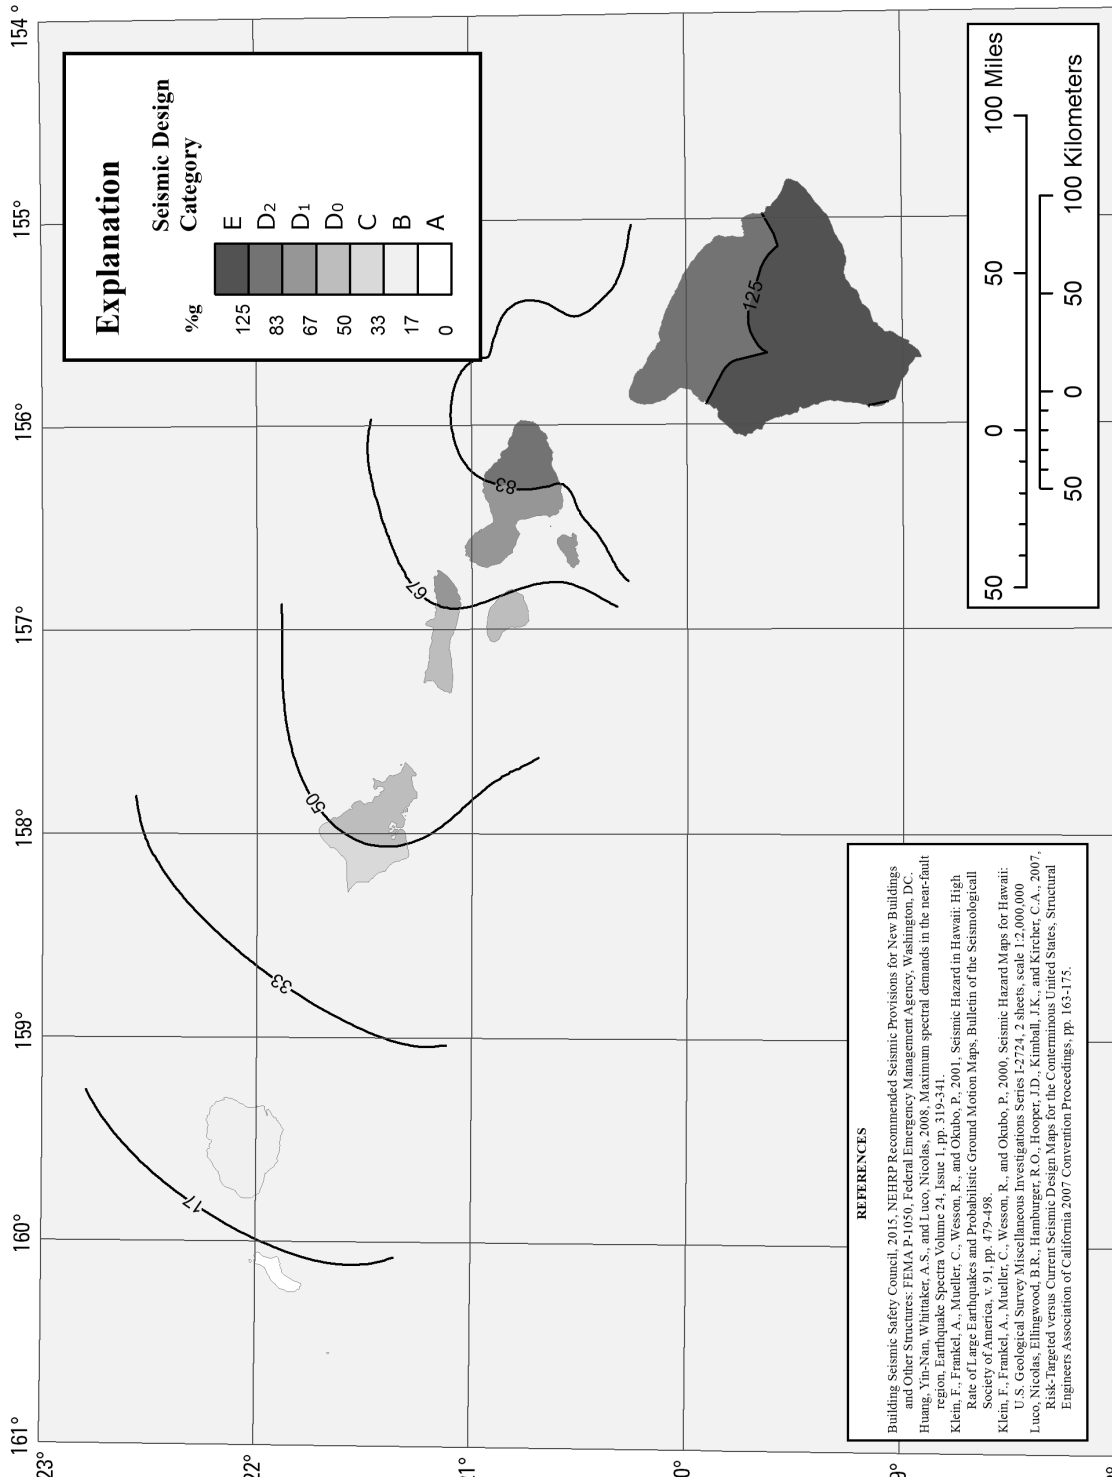 161°
160°
159°
158°
157°
156°
155°
154°
23°
22°
21°
0°
9°
17
33
50
67
83
125
Explanation
%g
Seismic Design
Category
125
E
83
D2
67
D1
50
D0
33
C
17
B
0
A
50
0
50
100 Miles
50
0
50
100 Kilometers
REFERENCES
Building Seismic Safety Council, 2015, NEHRP Recommended Seismic Provisions for New Buildings
and Other Structures: FEMA P-1050, Federal Emergency Management Agency, Washington, DC.
Huang, Yin-Nan, Whittaker, A.S., and Luco, Nicolas, 2008, Maximum spectral demands in the near-fault
region, Earthquake Spectra Volume 24, Issue 1, pp. 319-341.
Klein, F., Frankel, A., Mueller, C., Wesson, R., and Okubo, P., 2001, Seismic Hazard in Hawaii: High
Rate of Large Earthquakes and Probabilistic Ground Motion Maps, Bulletin of the Seismologicall
Society of America, v. 91, pp. 479-498.
Klein, F., Frankel, A., Mueller, C., Wesson, R., and Okubo, P., 2000, Seismic Hazard Maps for Hawaii:
U.S. Geological Survey Miscellaneous Investigations Series I-2724, 2 sheets, scale 1:2,000,000
Luco, Nicolas, Ellingwood, B.R., Hamburger, R.O., Hooper, J.D., Kimball, J.K., and Kircher, C.A., 2007,
Risk-Targeted versus Current Seismic Design Maps for the Conterminous United States, Structural
Engineers Association of California 2007 Convention Proceedings, pp. 163-175.